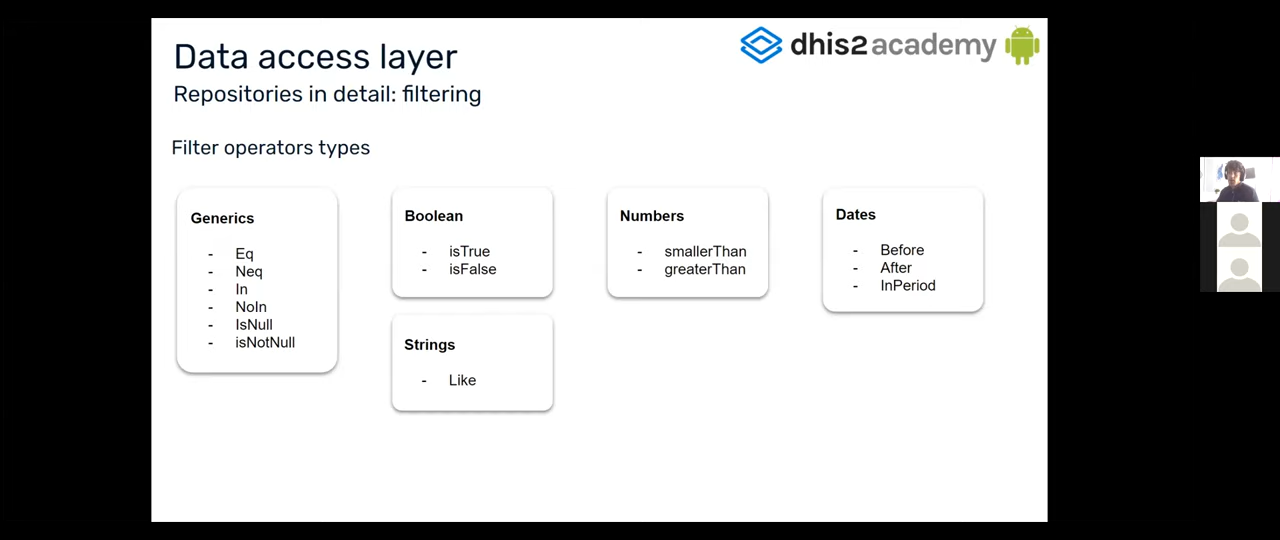 Data access layer
dhis2academy
Repositories in detail: filtering
Filter operators types
Generics
- Eq
- Neq
- In
- NoIn
- IsNull
- isNotNull
Boolean
- isTrue
- isFalse
Strings
- Like
Numbers
- smallerThan
- greaterThan
Dates
- Before
- After
- InPeriod